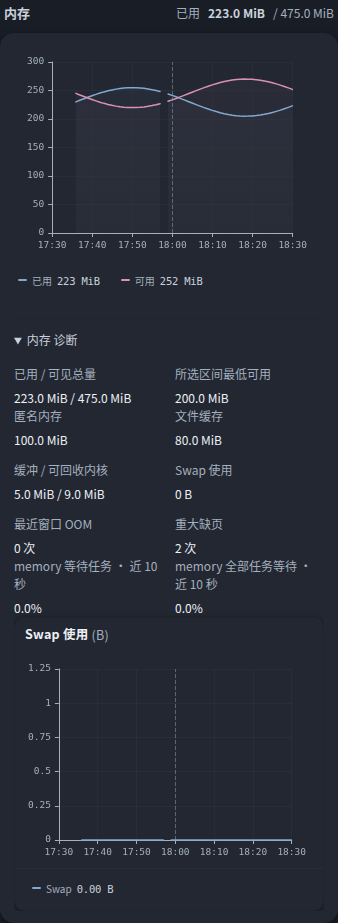 内存 已用 223.0 MiB / 475.0 MiB
300
250
200
150
100
50
0
17:30 17:40 17:50 18:00 18:10 18:20 18:30
已用 223 MiB 可用 252 MiB
▼ 内存 诊断
已用 / 可见总量 所选区间最低可用
223.0 MiB / 475.0 MiB 200.0 MiB
匿名内存 文件缓存
100.0 MiB 80.0 MiB
缓冲 / 可回收内核 Swap 使用
5.0 MiB / 9.0 MiB 0 B
最近窗口 OOM 重大缺页
0 次 2 次
memory 等待任务 · 近 10 秒 memory 全部任务等待 · 近 10 秒
0.0% 0.0%
Swap 使用 (B)
1.25
1
0.75
0.5
0.25
0
17:30 17:40 17:50 18:00 18:10 18:20 18:30
Swap 0.00 B